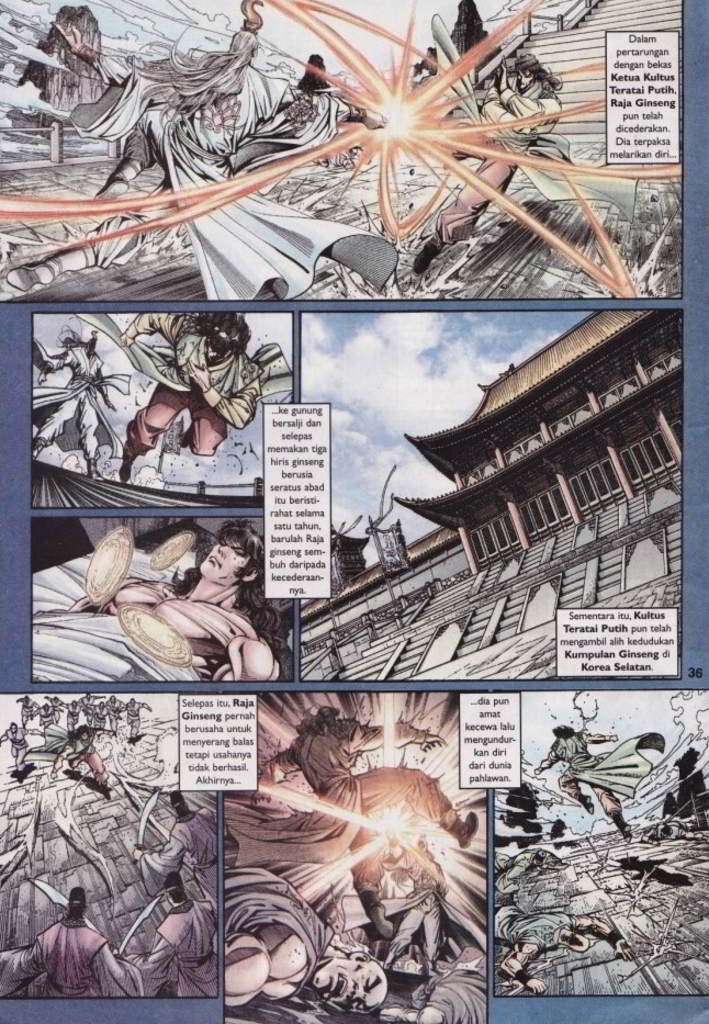 Dalam
pertarungan
dengan bekas
Ketua Kultus
Teratai Putih,
Raja Ginseng
pun telah
dicederakan.
Dia terpaksa
melarikan diri...
...ke gunung
bersalji dan
selepas
memakan tiga
hiris ginseng
berusia
seratus abad
itu beristi-
rahat selama
satu tahun,
barulah Raja
ginseng sem-
buh daripada
kecederaan-
nya.
Sementara itu, Kultus
Teratai Putih pun telah
mengambil alih kedudukan
Kumpulan Ginseng di
Korea Selatan.
36
Selepas itu, Raja
Ginseng pernah
berusaha untuk
menyerang balas
tetapi usahanya
tidak berhasil.
Akhirnya...
...dia pun
amat
kecewa lalu
mengundur-
kan diri
dari dunia
pahlawan.